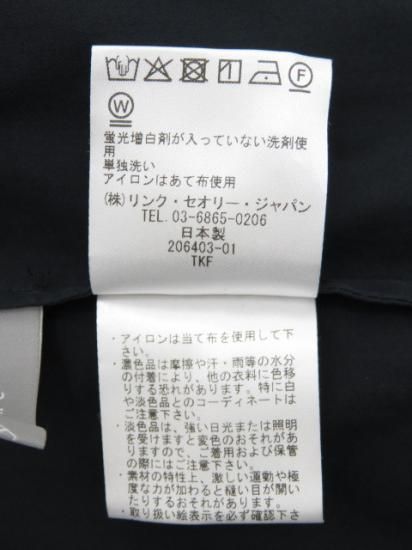 F
W
蛍光増白剤が入っていない洗剤使
用
単独洗い
アイロンはあて布使用
(株)リンク・セオリー・ジャパン
TEL. 03-6865-0206
日本製
206403-01
TKF
・アイロンは当て布を使用して下
さい。
・濃色品は摩擦や汗・雨等の水分
の付着により、他の衣料に色移
りする恐れがあります。特に白
や淡色品とのコーディネートは
ご注意下さい。
・淡色品は、強い日光または照明
を受けますと変色のおそれがあ
りますので、ご着用および保管
の際にはご注意下さい。
・素材の特性上、激しい運動や極
度な力が加わると縫い目が開い
たりするおそれがあります。
・取り扱い絵表示を必ず確認下さ